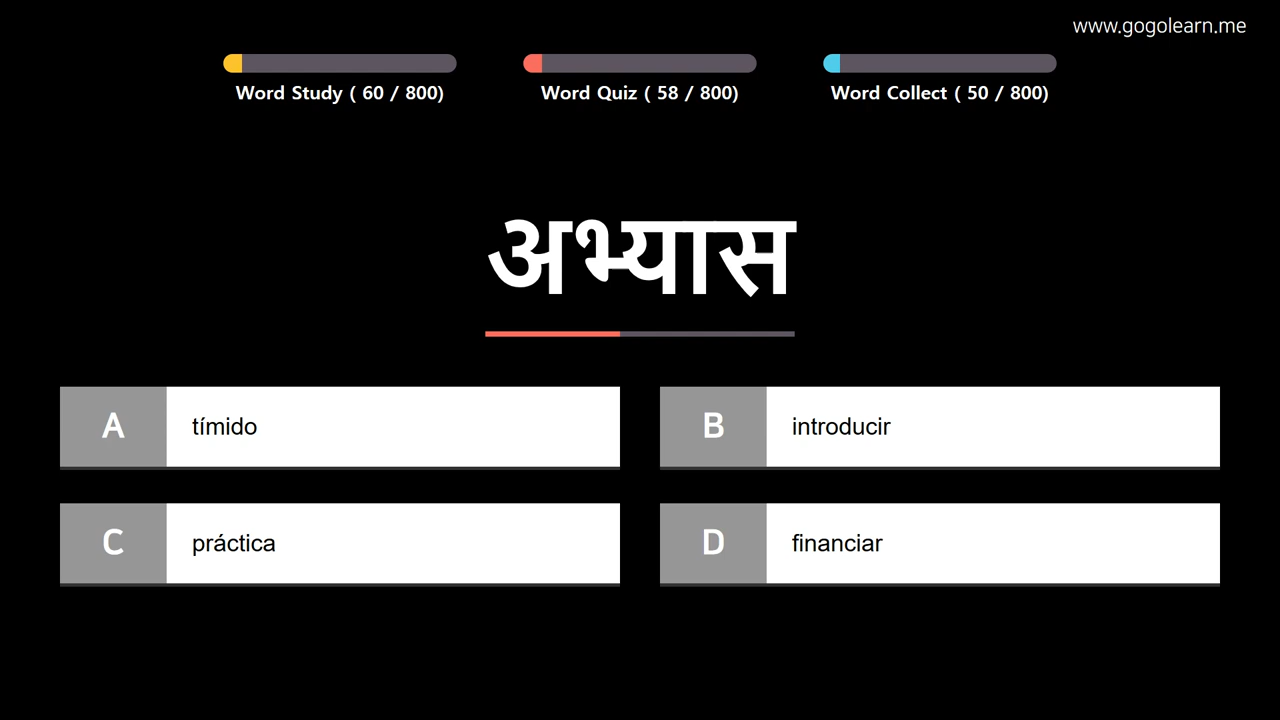 www.gogolearn.me
Word Study ( 60 / 800)
Word Quiz ( 58 / 800)
Word Collect ( 50 / 800)
अभ्यास
A tímido
B introducir
C práctica
D financiar